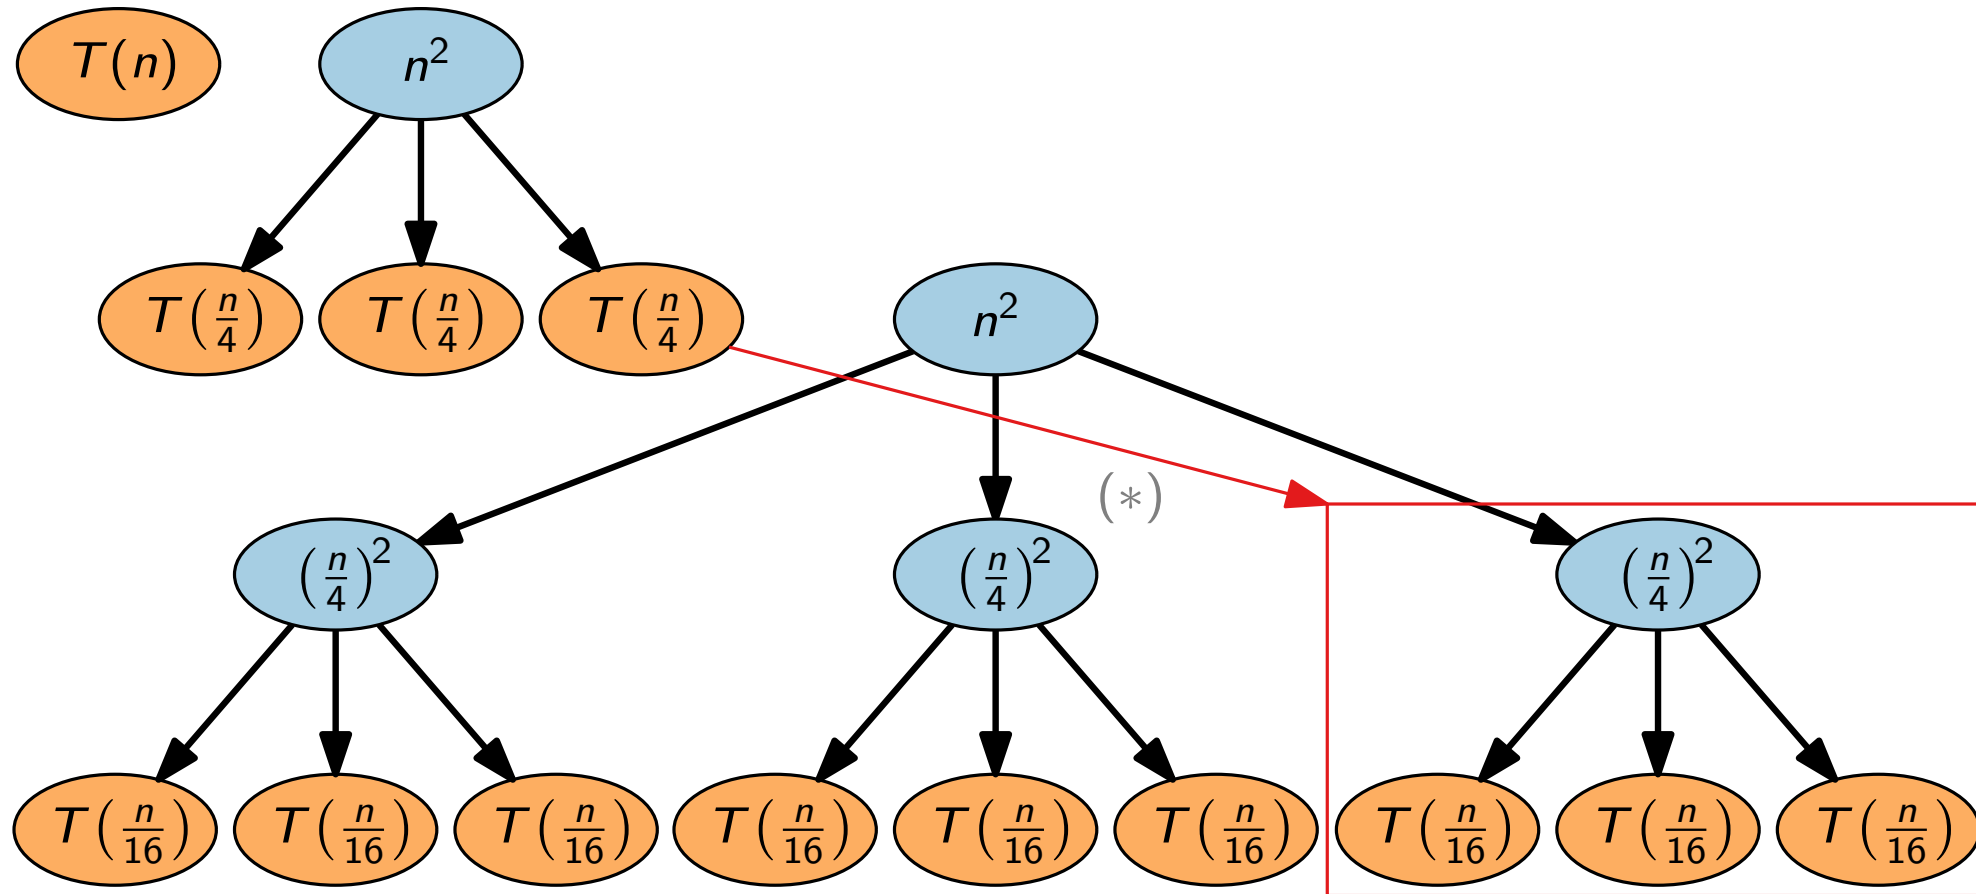 T(n) n²
T(n/4) T(n/4) T(n/4) n²
(*)
(n/4)² (n/4)² (n/4)²
T(n/16) T(n/16) T(n/16) T(n/16) T(n/16) T(n/16) T(n/16) T(n/16) T(n/16)